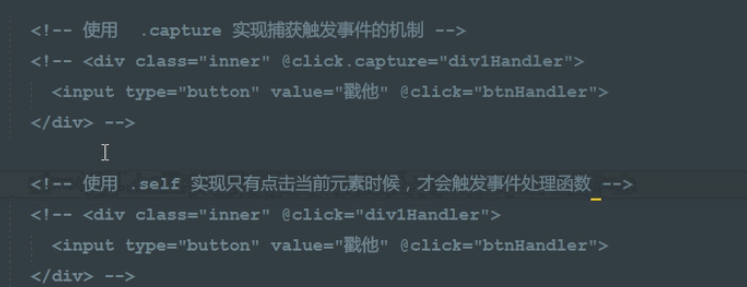 <!-- 使用  .capture 实现捕获触发事件的机制 -->
<!-- <div class="inner" @click.capture="div1Handler">
<input type="button" value="戳他" @click="btnHandler">
</div> -->
<!-- 使用 .self 实现只有点击当前元素时候，才会触发事件处理函数 -->
<!-- <div class="inner" @click="div1Handler">
<input type="button" value="戳他" @click="btnHandler">
</div> -->